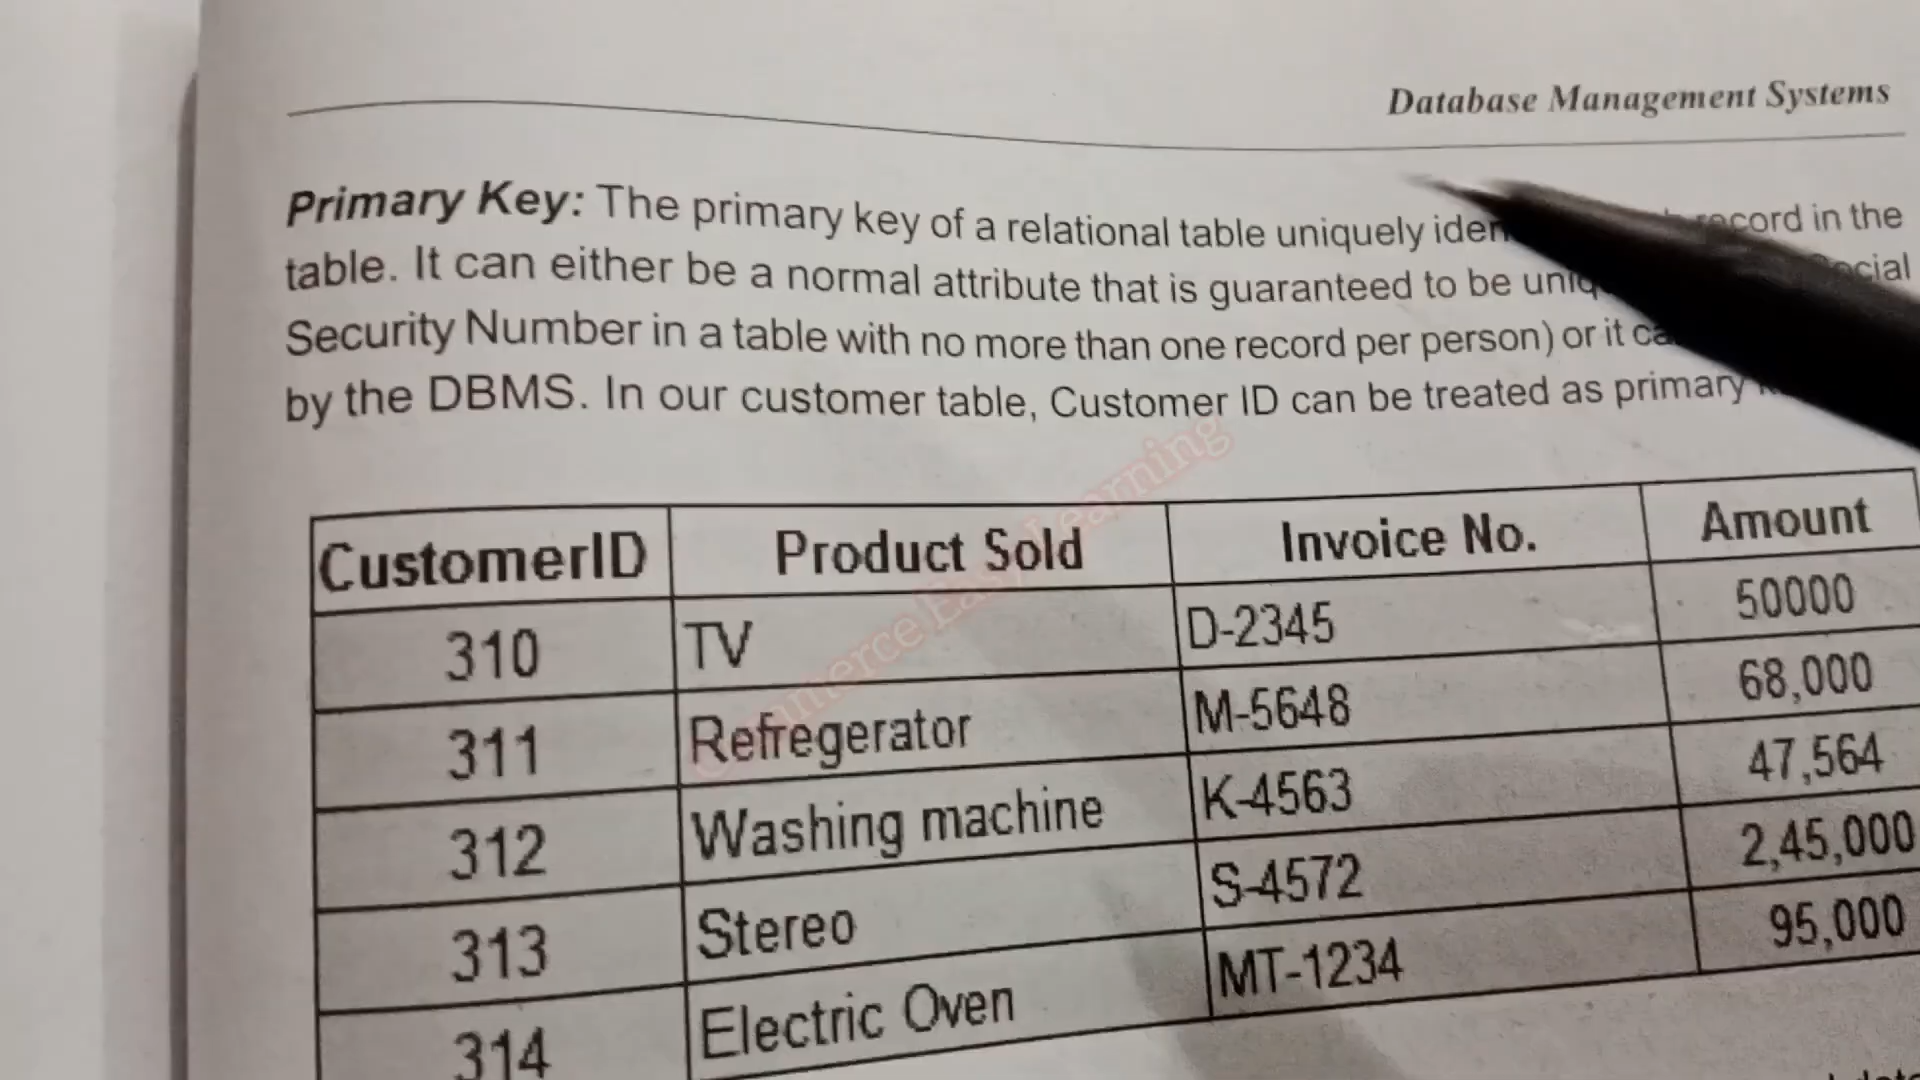 Database Management Systems
Primary Key: The primary key of a relational table uniquely record in the
table. It can either be a normal attribute that is guaranteed to be
Security Number in a table with no more than one record per person) or it
by the DBMS. In our customer table, Customer ID can be treated as primary
CustomerID Product Sold Invoice No. Amount
310 TV D-2345 50000
311 Refregerator M-5648 68,000
312 Washing machine K-4563 47,564
313 Stereo S-4572 2,45,000
314 Electric Oven MT-1234 95,000
Commerce Easy Learning